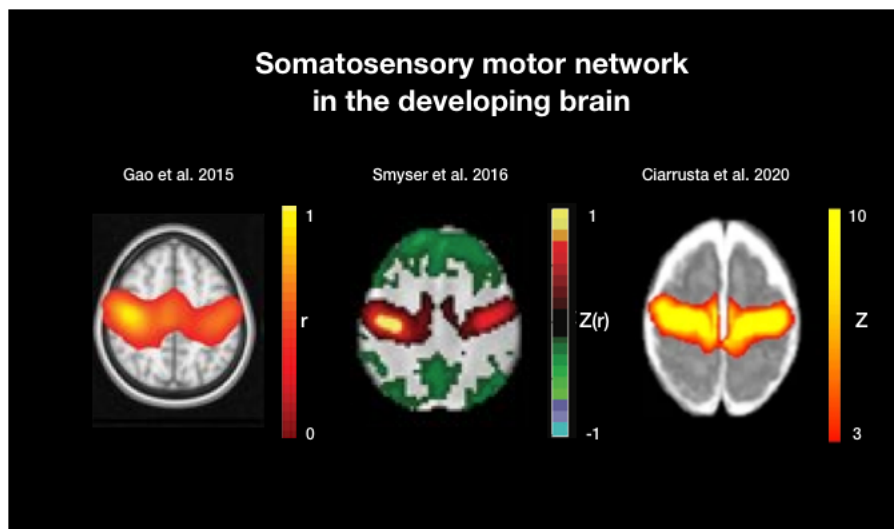 Somatosensory motor network
in the developing brain
Gao et al. 2015
Smyser et al. 2016
Ciarrusta et al. 2020
1
r
0
1
Z(r)
-1
10
Z
3